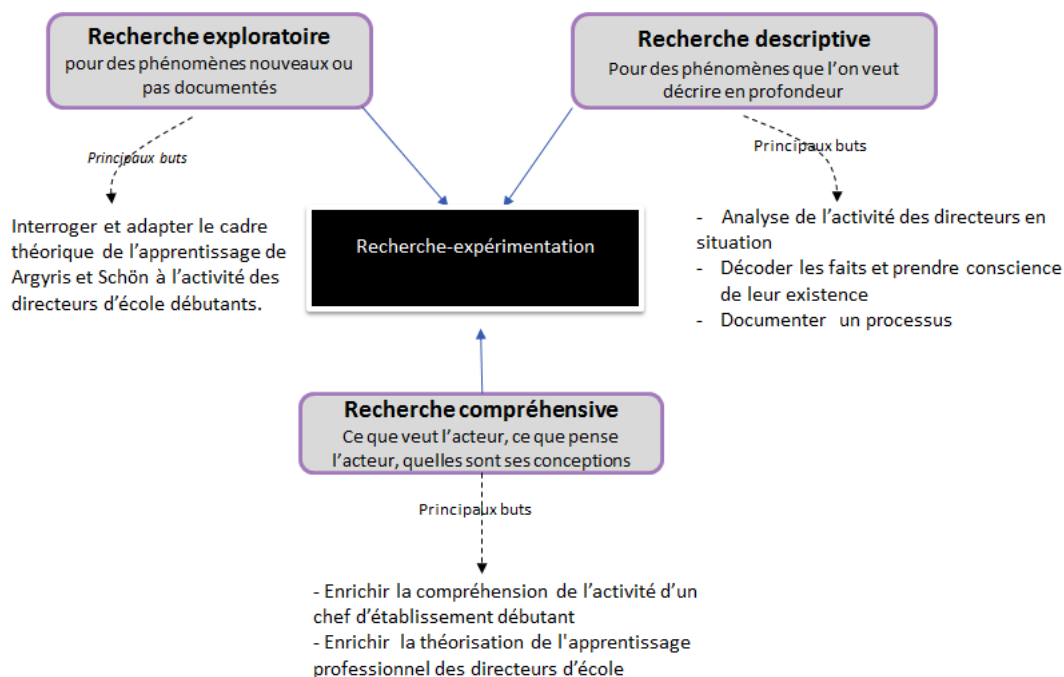 Recherche exploratoire
pour des phénomènes nouveaux ou
pas documentés
Recherche descriptive
Pour des phénomènes que l'on veut
décrire en profondeur
Principaux buts
Principaux buts
Interroger et adapter le cadre
théorique de l'apprentissage de
Argyris et Schön à l'activité des
directeurs d'école débutants.
Recherche-expérimentation
- Analyse de l'activité des directeurs en
situation
- Décoder les faits et prendre conscience
de leur existence
- Documenter un processus
Recherche compréhensive
Ce que veut l'acteur, ce que pense
l'acteur, quelles sont ses conceptions
Principaux buts
- Enrichir la compréhension de l'activité d'un
chef d'établissement débutant
- Enrichir la théorisation de l'apprentissage
professionnel des directeurs d'école